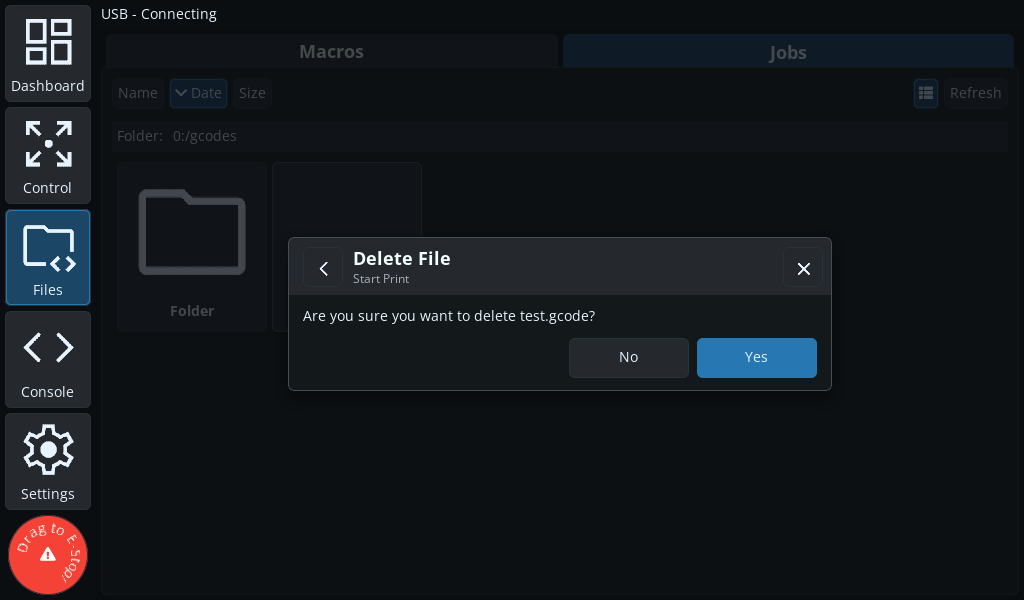 USB - Connecting
Dashboard
Control
Files
Console
Settings
Drag to E-Stop!
Macros
Jobs
Name
Date
Size
Refresh
Folder: 0:/gcodes
Folder
Delete File
Start Print
Are you sure you want to delete test.gcode?
No
Yes